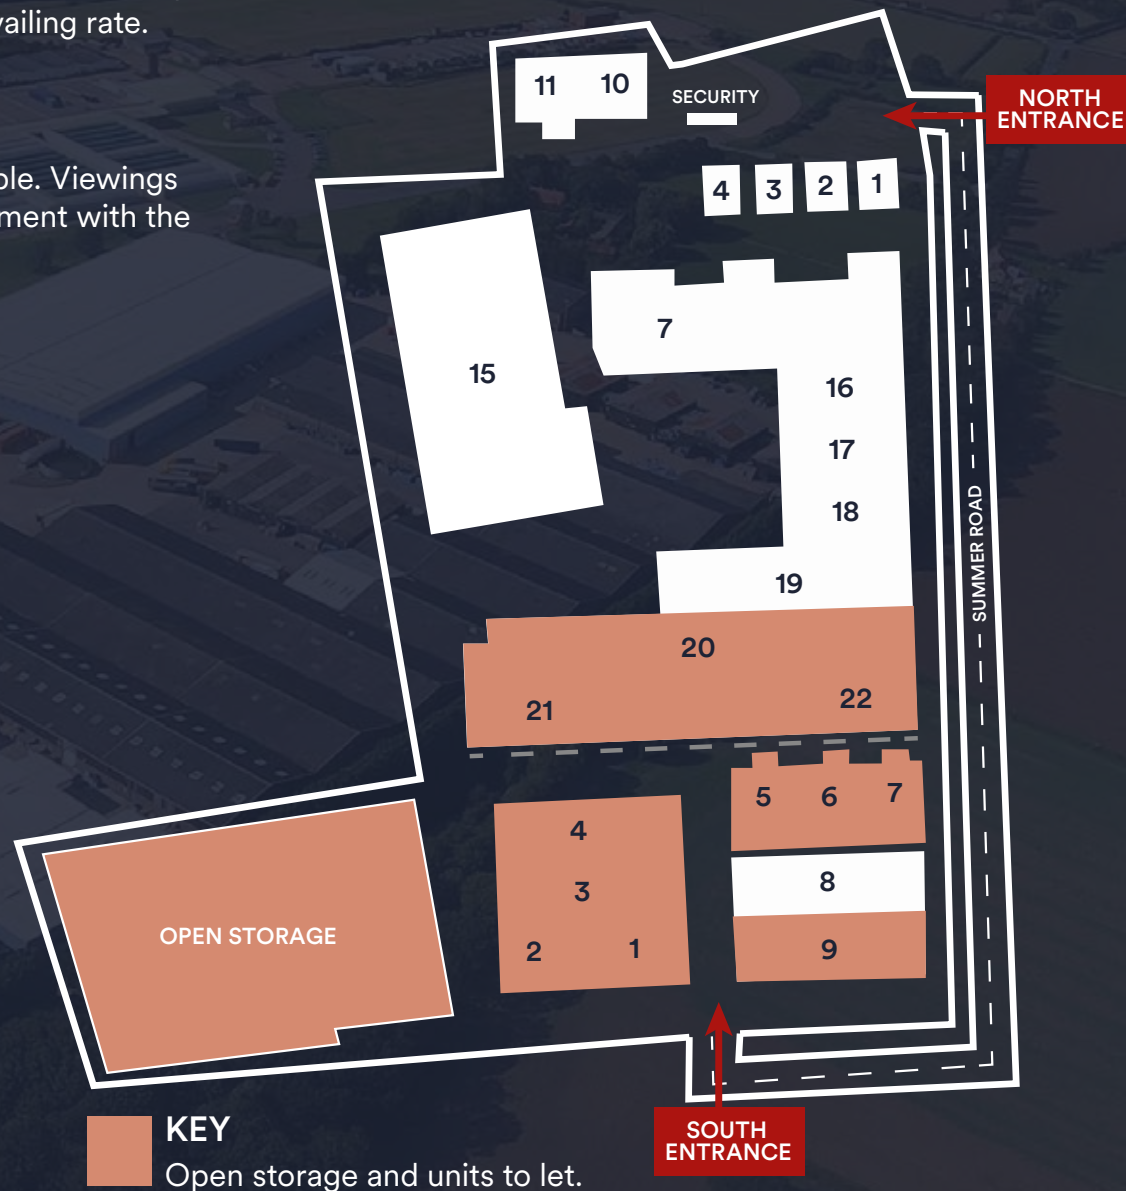 vailing rate.
ble. Viewings
ment with the
11 10
SECURITY
NORTH
ENTRANCE
4 3 2 1
7
15
16
17
18
19
SUMMER ROAD
20
21 22
5 6 7
4
3
2 1
8
9
OPEN STORAGE
SOUTH
ENTRANCE
KEY
Open storage and units to let.